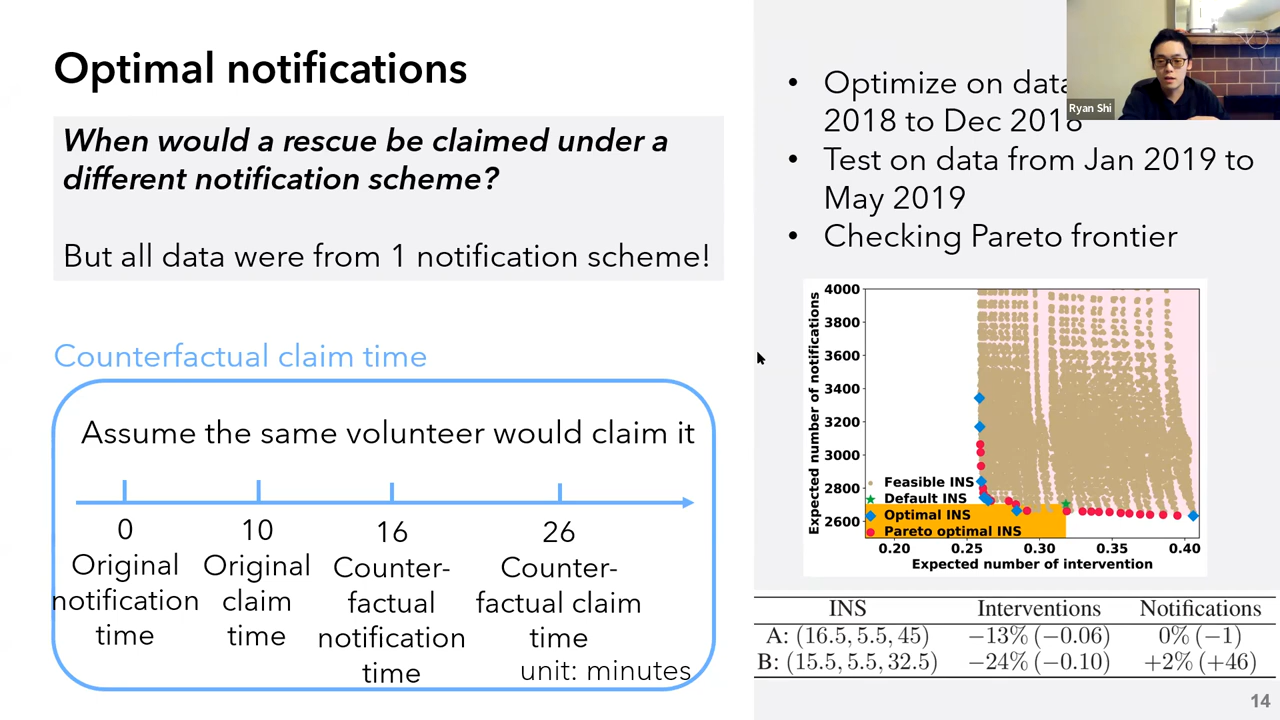 Optimal notifications
When would a rescue be claimed under a
different notification scheme?
But all data were from 1 notification scheme!
Counterfactual claim time
Assume the same volunteer would claim it
0
Original
notification
time
10
Original
claim
time
16
Counter-
factual
notification
time
26
Counter-
factual claim
time
unit: minutes
• Optimize on data
2018 to Dec 2018
• Test on data from Jan 2019 to
May 2019
• Checking Pareto frontier
Ryan Shi
Expected number of notifications
4000
3800
3600
3400
3200
3000
2800
2600
Feasible INS
Default INS
Optimal INS
Pareto optimal INS
0.20 0.25 0.30 0.35 0.40
Expected number of intervention
INS Interventions Notifications
A: (16.5, 5.5, 45) −13% (−0.06) 0% (−1)
B: (15.5, 5.5, 32.5) −24% (−0.10) +2% (+46)
14